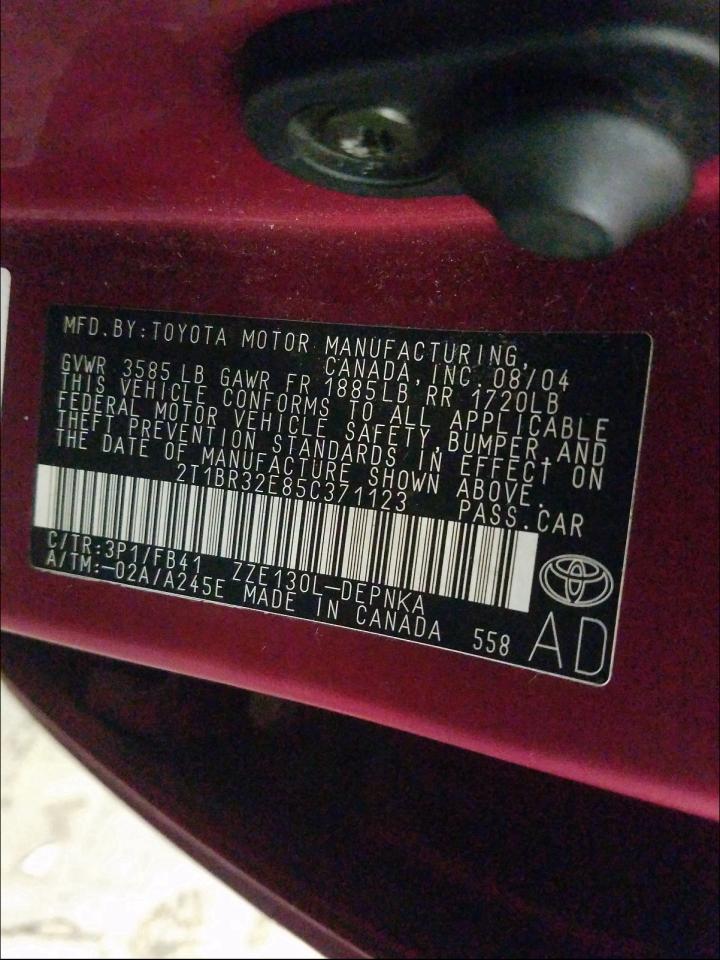 MFD. BY: TOYOTA MOTOR MANUFACTURING,
CANADA, INC. 08/04
GVWR 3585 LB GAWR FR 1885LB RR 1720LB
THIS VEHICLE CONFORMS TO ALL APPLICABLE
FEDERAL MOTOR VEHICLE SAFETY, BUMPER, AND
THEFT PREVENTION STANDARDS IN EFFECT ON
THE DATE OF MANUFACTURE SHOWN ABOVE.
2T1BR32E85C371123 PASS. CAR
C/TR: 3P1/FB41 ZZE130L-DEPNKA
A/TM: -02A/A245E MADE IN CANADA 558 AD